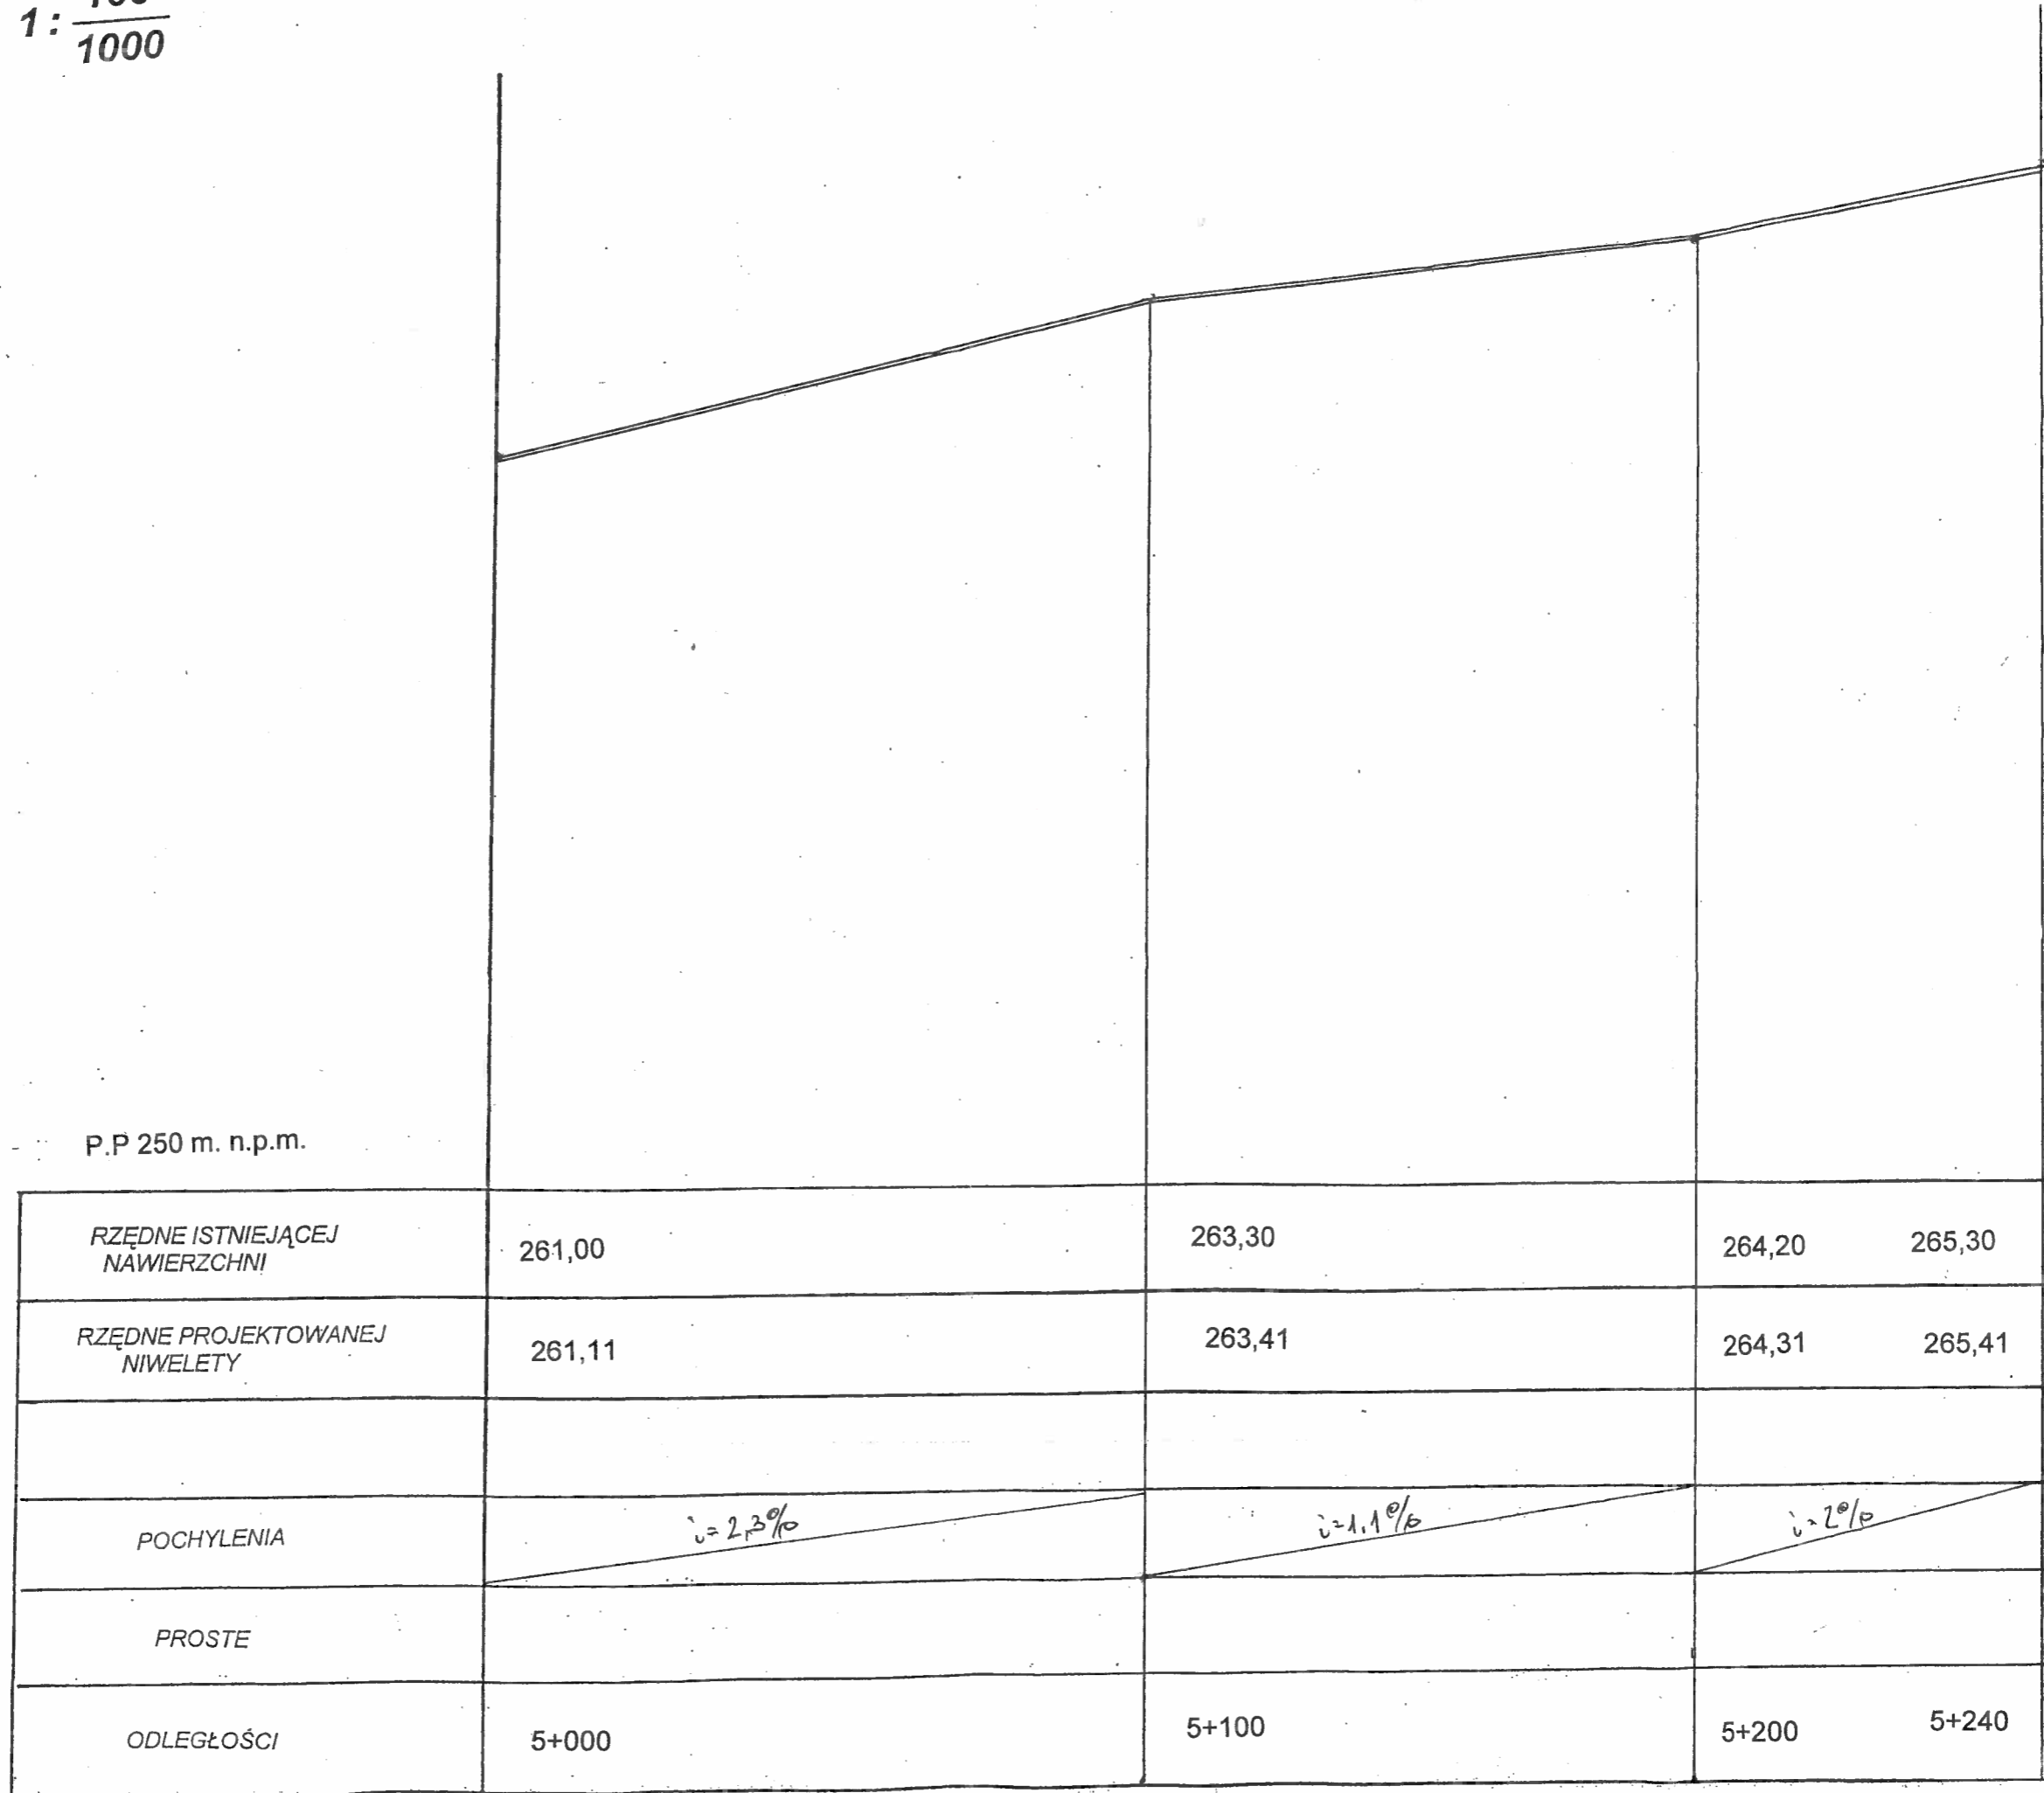 1:
1000
P.P 250 m. n.p.m.
RZĘDNE ISTNIEJĄCEJ
NAWIERZCHNI
261,00
263,30
264,20
265,30
RZĘDNE PROJEKTOWANEJ
NIWELETY
261,11
263,41
264,31
265,41
POCHYLENIA
i=2,3%
i=1,1%
i=2%
PROSTE
ODLEGŁOŚCI
5+000
5+100
5+200
5+240